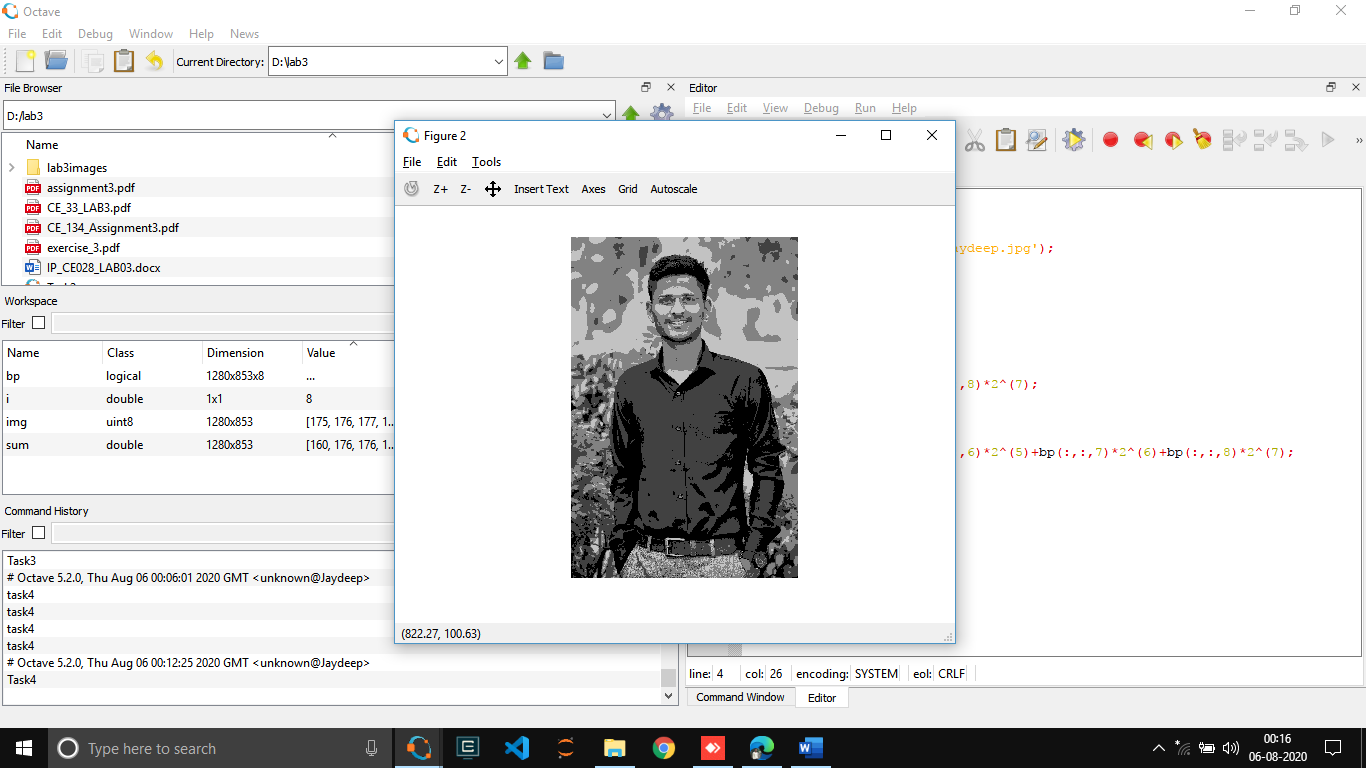 Octave
File Edit Debug Window Help News
Current Directory: D:\lab3
File Browser
D:/lab3
Name
lab3images
assignment3.pdf
CE_33_LAB3.pdf
CE_134_Assignment3.pdf
exercise_3.pdf
IP_CE028_LAB03.docx
Workspace
Filter
Name Class Dimension Value
bp logical 1280x853x8 ...
i double 1x1 8
img uint8 1280x853 [175, 176, 177, 1...
sum double 1280x853 [160, 176, 176, 1...
Command History
Filter
Task3
# Octave 5.2.0, Thu Aug 06 00:06:01 2020 GMT <unknown@Jaydeep>
task4
task4
task4
task4
# Octave 5.2.0, Thu Aug 06 00:12:25 2020 GMT <unknown@Jaydeep>
Task4
Figure 2
File Edit Tools
Z+ Z- Insert Text Axes Grid Autoscale
(822.27, 100.63)
Editor
File Edit View Debug Run Help
aydeep.jpg');
,8)*2^(7);
,6)*2^(5)+bp(:,:,7)*2^(6)+bp(:,:,8)*2^(7);
line: 4 col: 26 encoding: SYSTEM eol: CRLF
Command Window Editor
Type here to search
00:16
06-08-2020